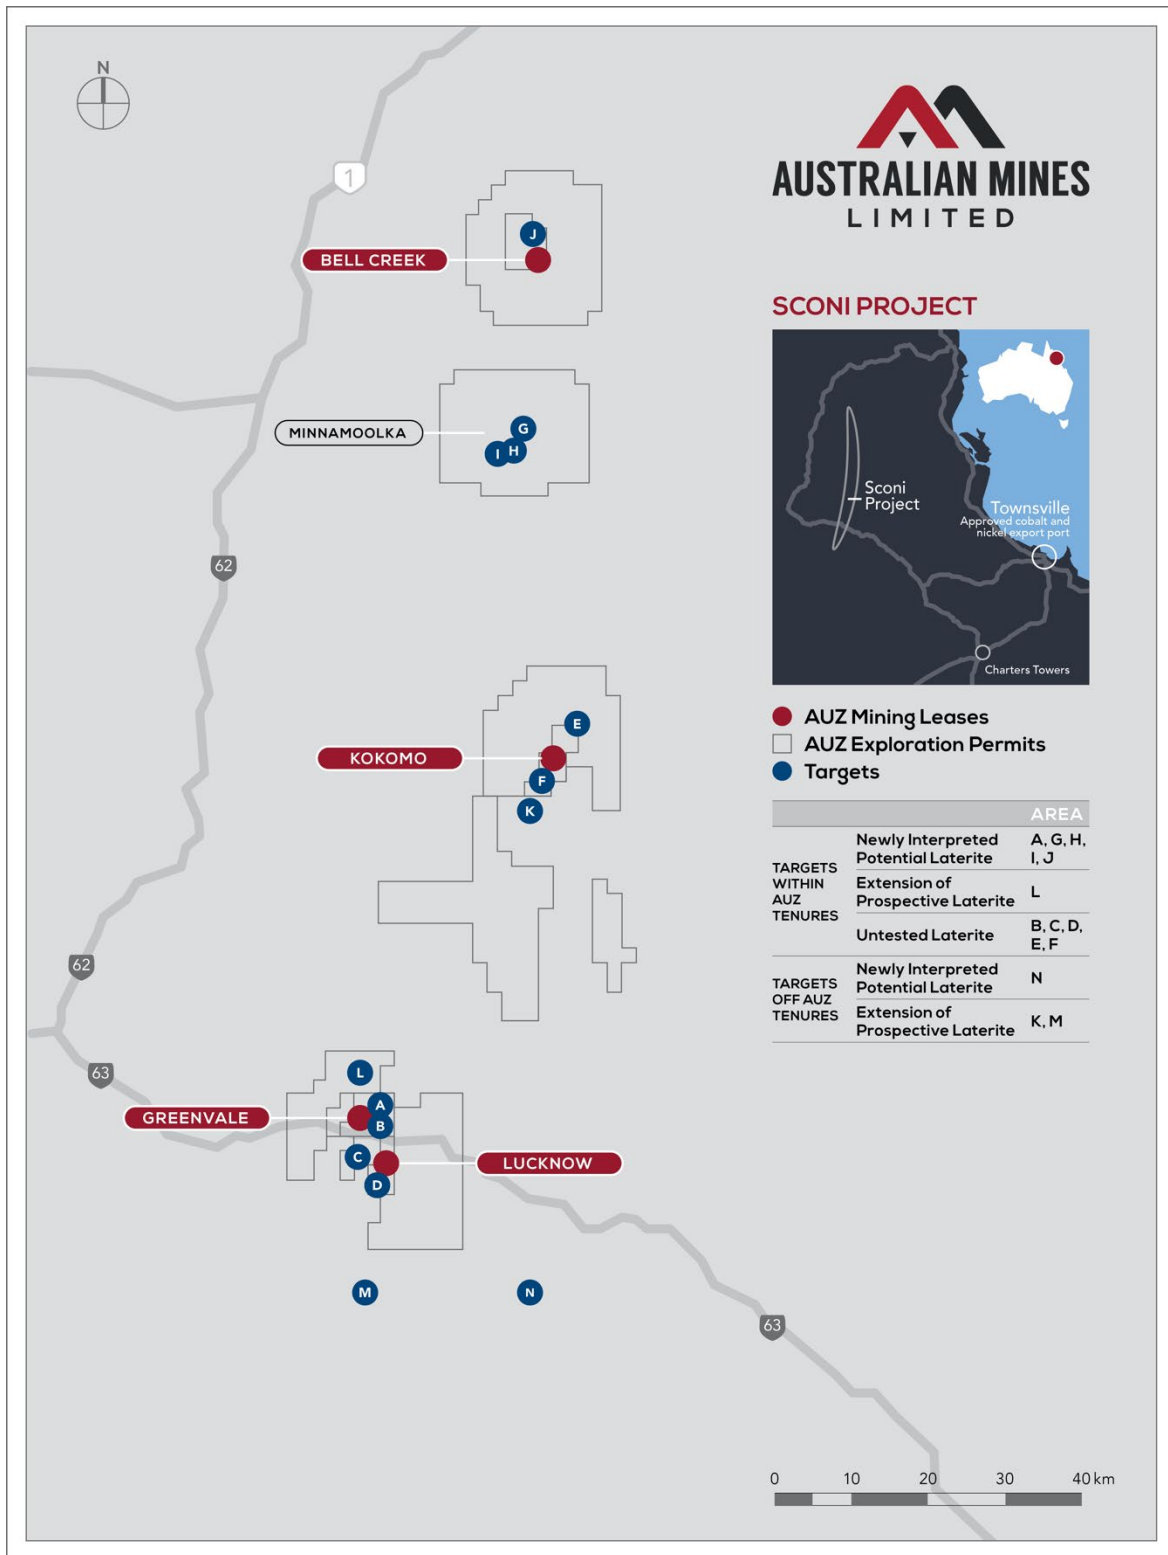 N
1
AUSTRALIAN MINES
LIMITED
J
BELL CREEK
SCONI PROJECT
Sconi
Project
Townsville
Approved cobalt and
nickel export port
Charters Towers
MINNAMOOLKA
G
H
I
62
E
KOKOMO
F
K
AUZ Mining Leases
AUZ Exploration Permits
Targets
AREA
TARGETS
WITHIN
AUZ
TENURES
Newly Interpreted
Potential Laterite
A, G, H,
I, J
Extension of
Prospective Laterite
L
Untested Laterite
B, C, D,
E, F
TARGETS
OFF AUZ
TENURES
Newly Interpreted
Potential Laterite
N
Extension of
Prospective Laterite
K, M
62
63
L
A
GREENVALE
B
C
LUCKNOW
D
M
N
63
0 10 20 30 40 km